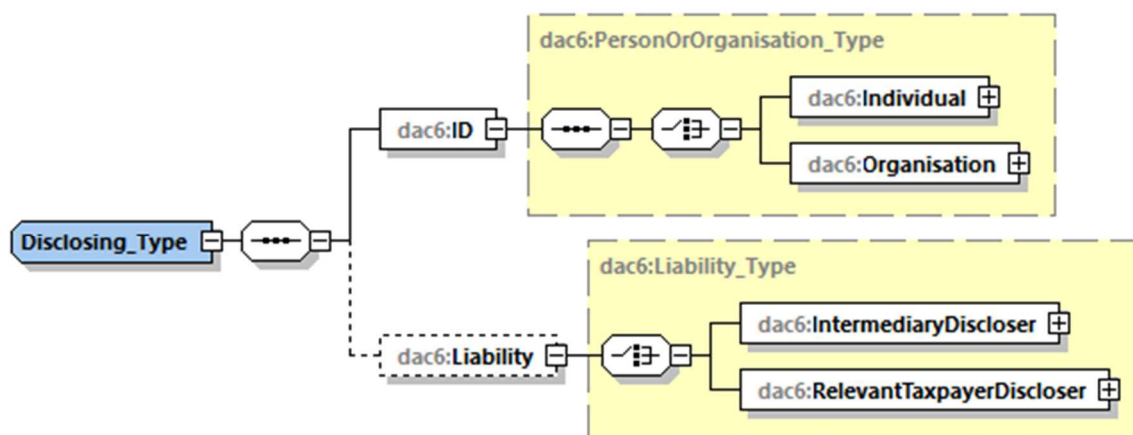 dac6:PersonOrOrganisation_Type
dac6:Individual
dac6:ID
dac6:Organisation
Disclosing_Type
dac6:Liability_Type
dac6:IntermediaryDiscloser
dac6:Liability
dac6:RelevantTaxpayerDiscloser